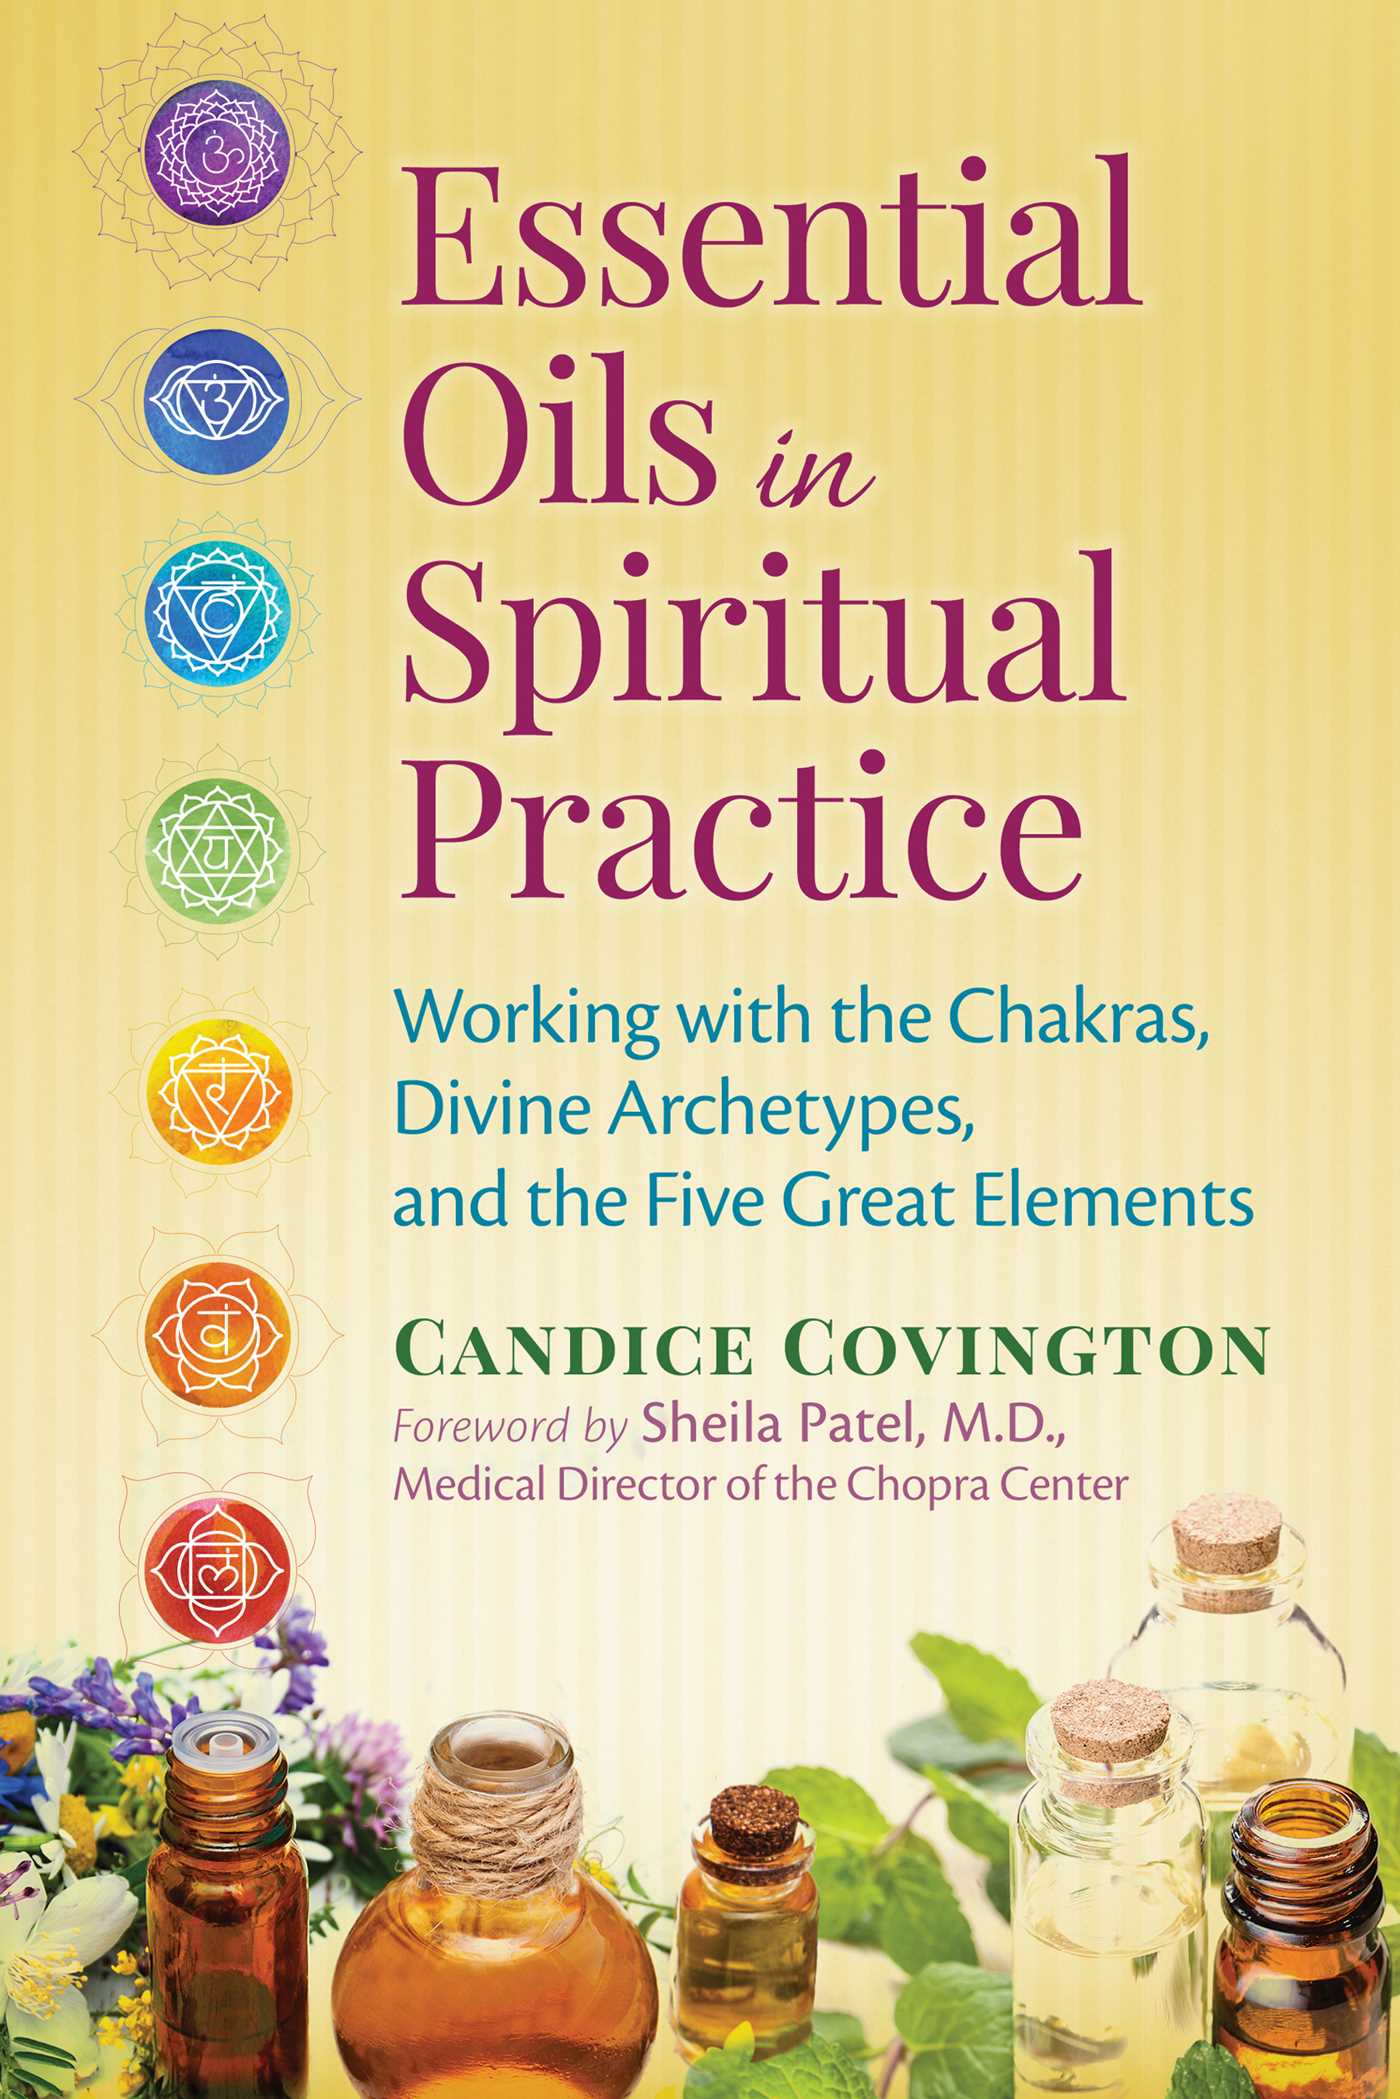 ॐ
ॐ
हं
यं
रं
वं
लं
Essential
Oils in
Spiritual
Practice
Working with the Chakras,
Divine Archetypes,
and the Five Great Elements
CANDICE COVINGTON
Foreword by Sheila Patel, M.D.,
Medical Director of the Chopra Center